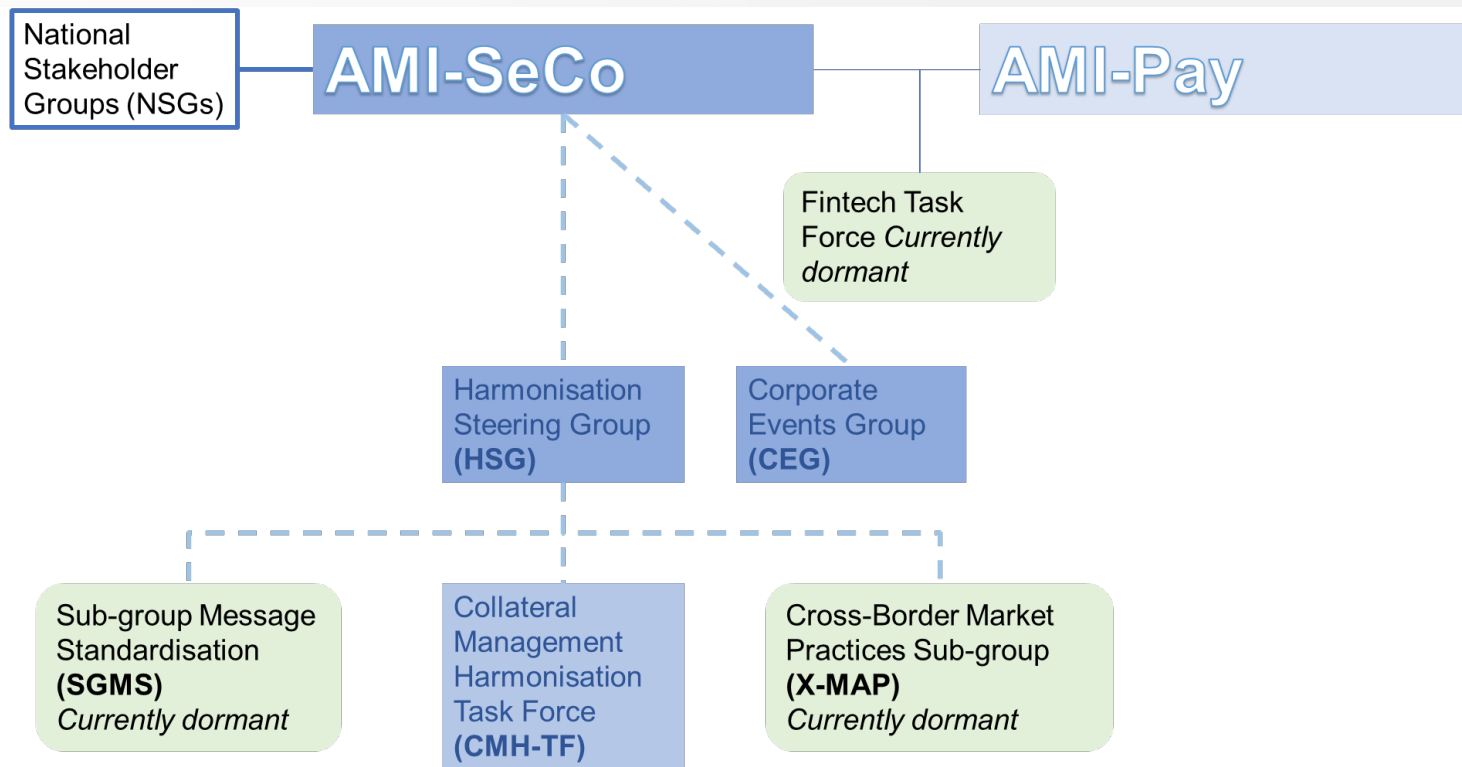 National
Stakeholder
Groups (NSGs)
AMI-SeCo
AMI-Pay
Fintech Task
Force Currently
dormant
Harmonisation
Steering Group
(HSG)
Corporate
Events Group
(CEG)
Sub-group Message
Standardisation
(SGMS)
Currently dormant
Collateral
Management
Harmonisation
Task Force
(CMH-TF)
Cross-Border Market
Practices Sub-group
(X-MAP)
Currently dormant